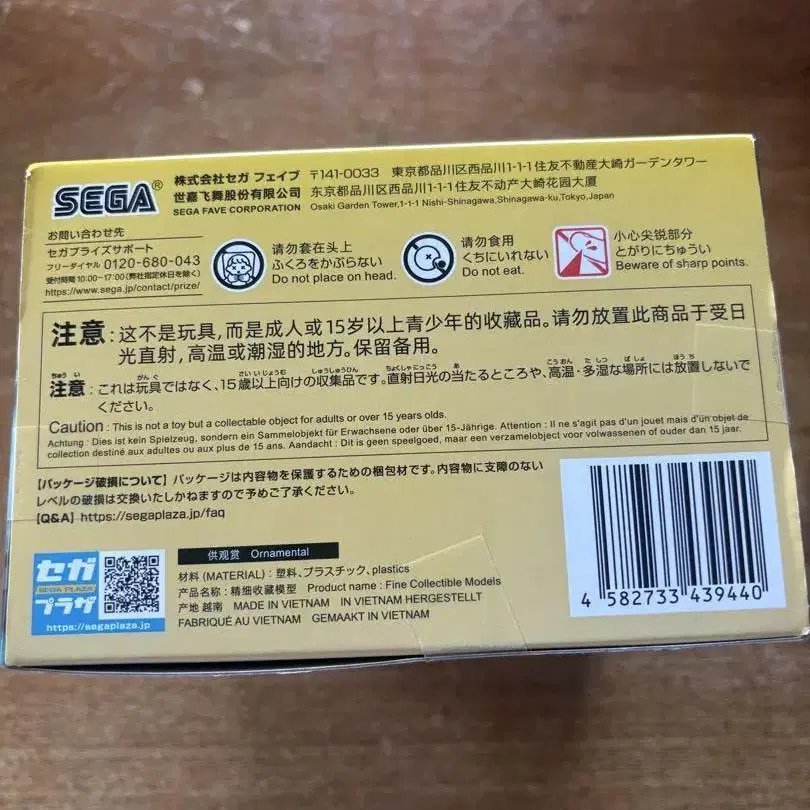 SEGA®
株式会社セガ フェイブ 〒141-0033 東京都品川区西品川1-1-1住友不動産大崎ガーデンタワー
世嘉飞舞股份有限公司 东京都品川区西品川1-1-1住友不动产大崎花园大厦
SEGA FAVE CORPORATION Osaki Garden Tower,1-1-1 Nishi-Shinagawa,Shinagawa-ku,Tokyo,Japan
お問い合わせ先
セガプライズサポート
フリーダイヤル 0120-680-043
受付時間 10:00-17:00 (弊社指定休日を除く)
https://www.sega.jp/contact/prize/
请勿套在头上
ふくろをかぶらない
Do not place on head.
请勿食用
くちにいれない
Do not eat.
小心尖锐部分
とがりにちゅうい
Beware of sharp points.
注意:这不是玩具,而是成人或15岁以上青少年的收藏品。请勿放置此商品于受日
光直射,高温或潮湿的地方。保留备用。
注意:これは玩具ではなく、15歳以上向けの収集品です。直射日光の当たるところや、高温・多湿な場所には放置しないで
ください。
Caution : This is not a toy but a collectable object for adults or over 15 years olds.
Achtung : Dies ist kein Spielzeug, sondern ein Sammelobjekt für Erwachsene oder über 15-Jährige. Attention : Il ne s'agit pas d'un jouet mais d'un objet de
collection destiné aux adultes ou aux plus de 15 ans. Aandacht : Dit is geen speelgoed, maar een verzamelobject voor volwassenen of ouder dan 15 jaar.
【パッケージ破損について】パッケージは内容物を保護するための梱包材です。内容物に支障のない
レベルの破損は交換いたしかねますので予めご了承ください。
【Q&A】https://segaplaza.jp/faq
セガ
SEGA PLAZA
プラザ
https://segaplaza.jp
供观赏 Ornamental
材料 (MATERIAL) : 塑料、プラスチック、plastics
产品名称 : 精细收藏模型 Product name : Fine Collectible Models
产地 越南 MADE IN VIETNAM IN VIETNAM HERGESTELLT
FABRIQUÉ AU VIETNAM GEMAAKT IN VIETNAM
4 582733 439440